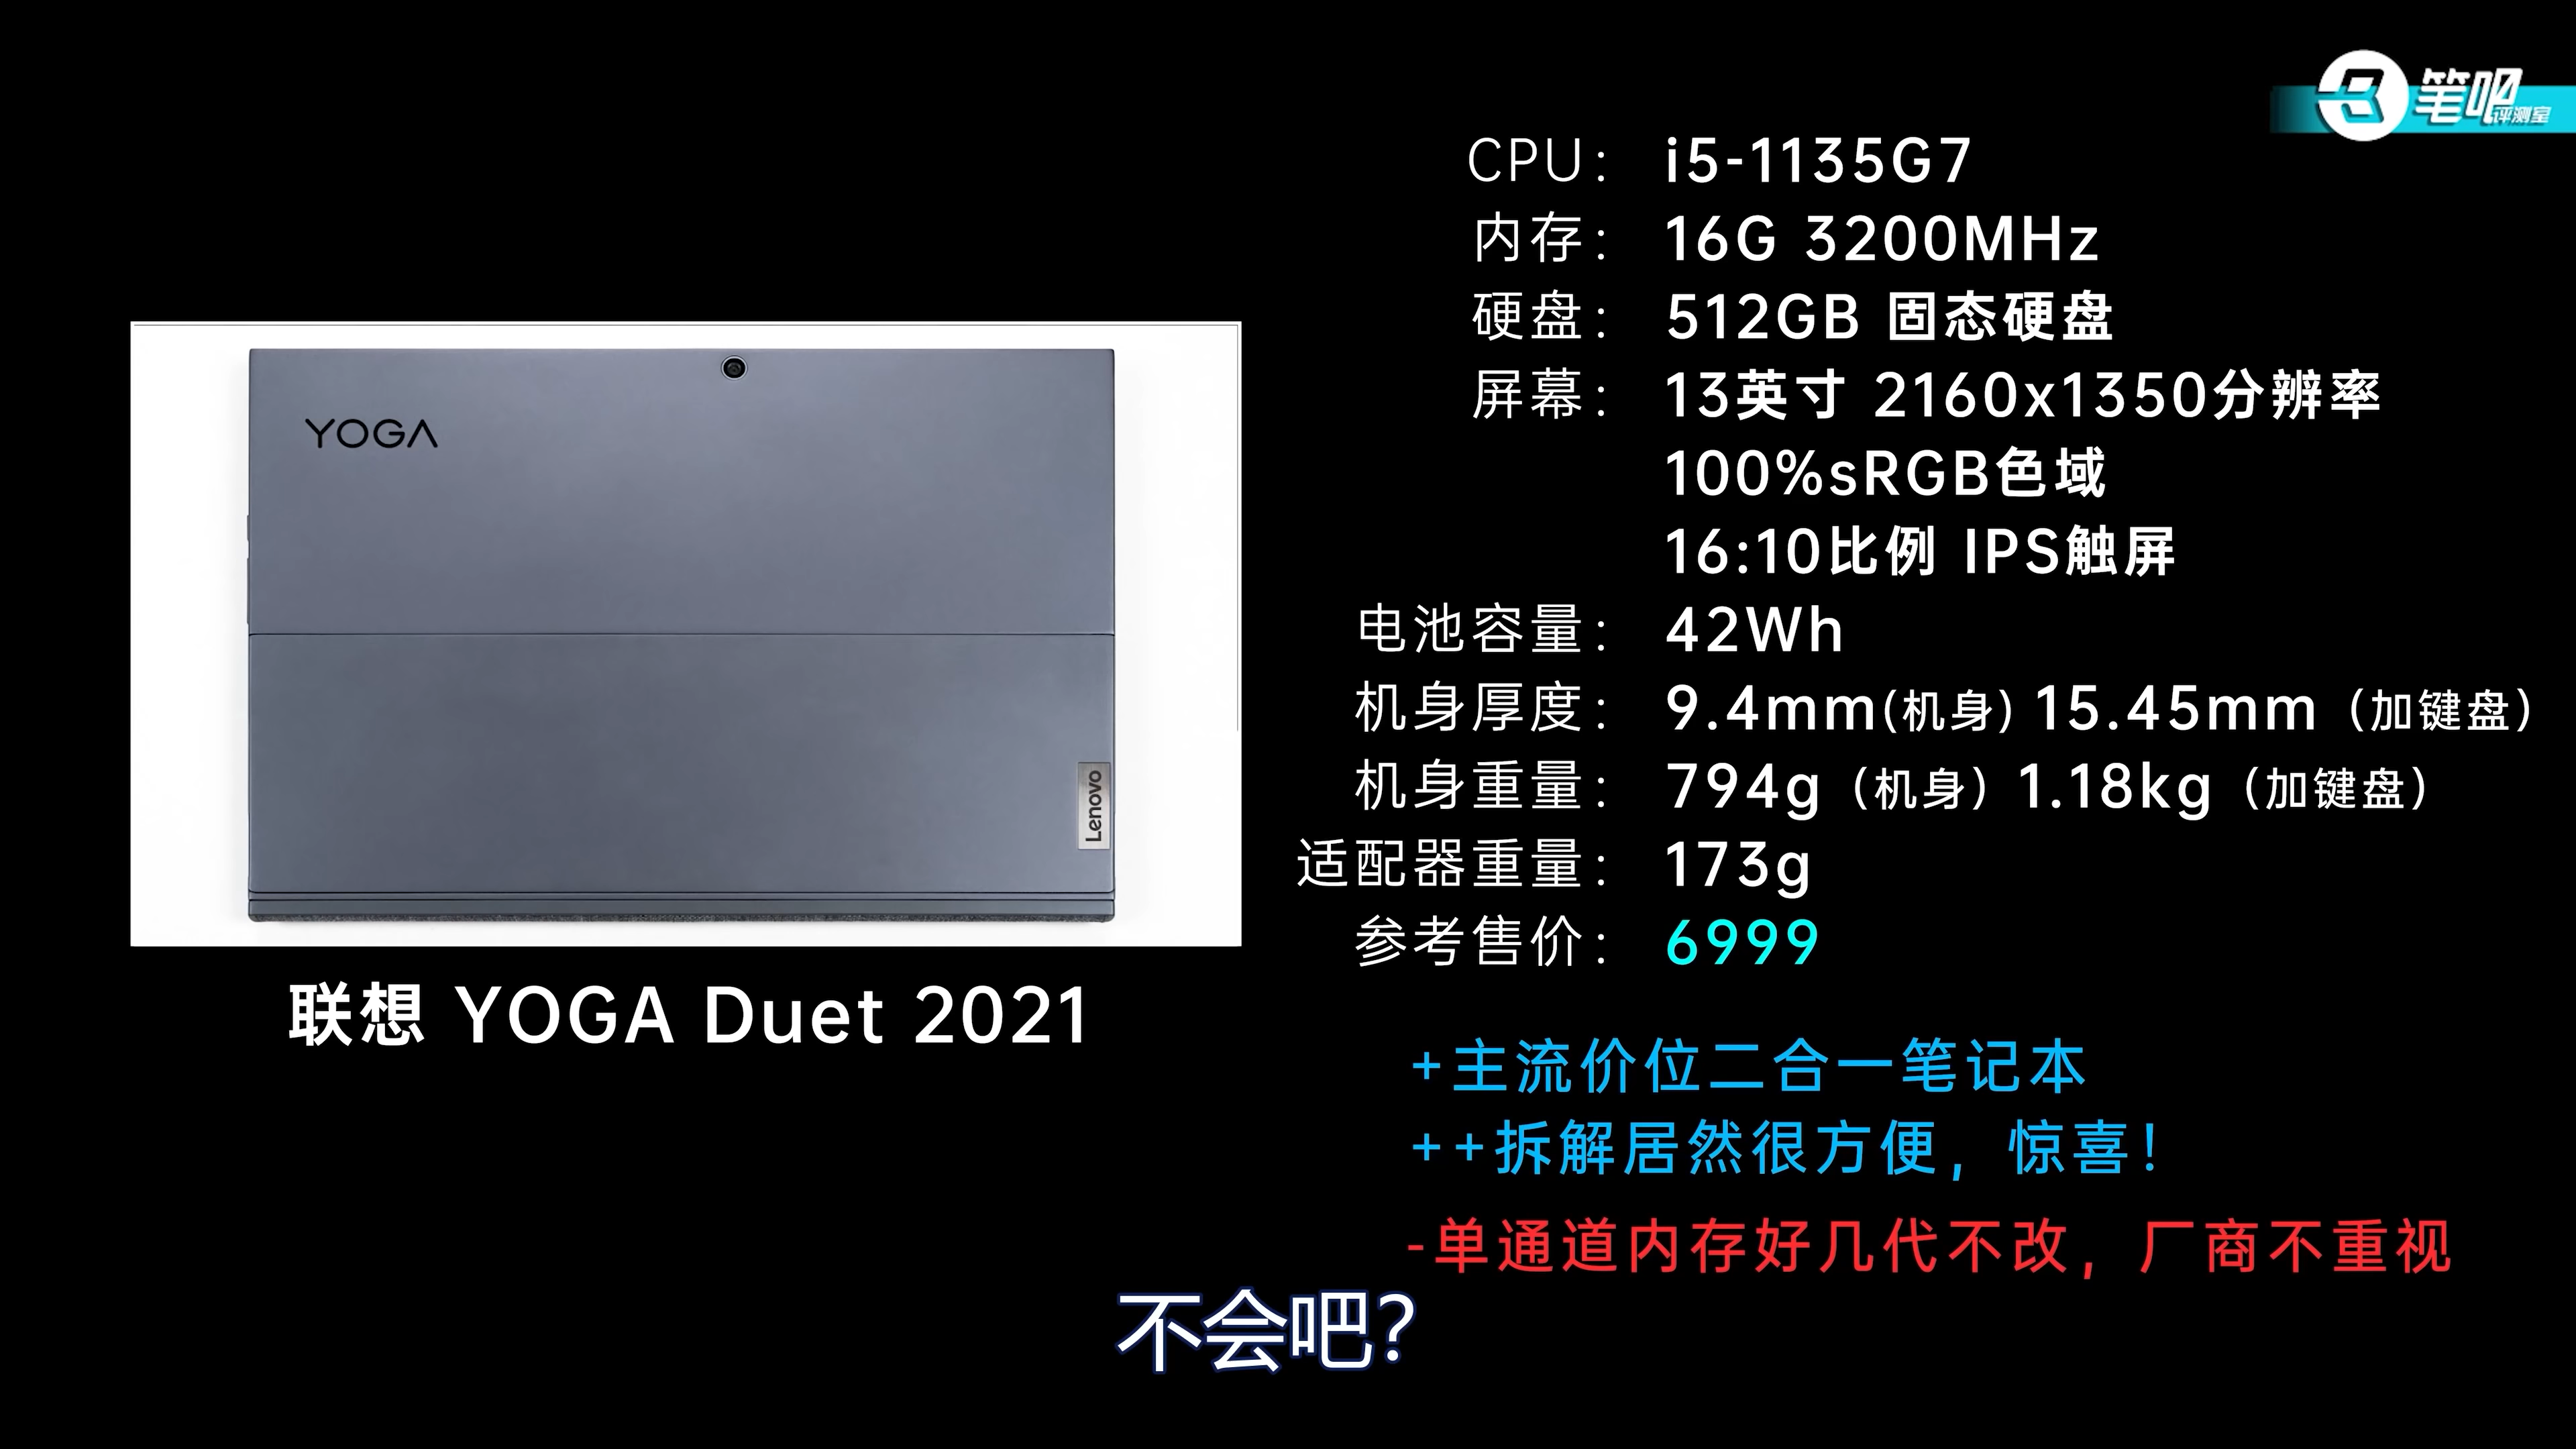 笔吧评测室
CPU： i5-1135G7
内存： 16G 3200MHz
硬盘： 512GB 固态硬盘
屏幕： 13英寸 2160x1350分辨率
100%sRGB色域
16:10比例 IPS触屏
电池容量： 42Wh
机身厚度： 9.4mm(机身) 15.45mm（加键盘）
机身重量： 794g（机身）1.18kg（加键盘）
适配器重量： 173g
参考售价： 6999
YOGA
Lenovo
联想 YOGA Duet 2021
+主流价位二合一笔记本
++拆解居然很方便，惊喜！
-单通道内存好几代不改，厂商不重视
不会吧？